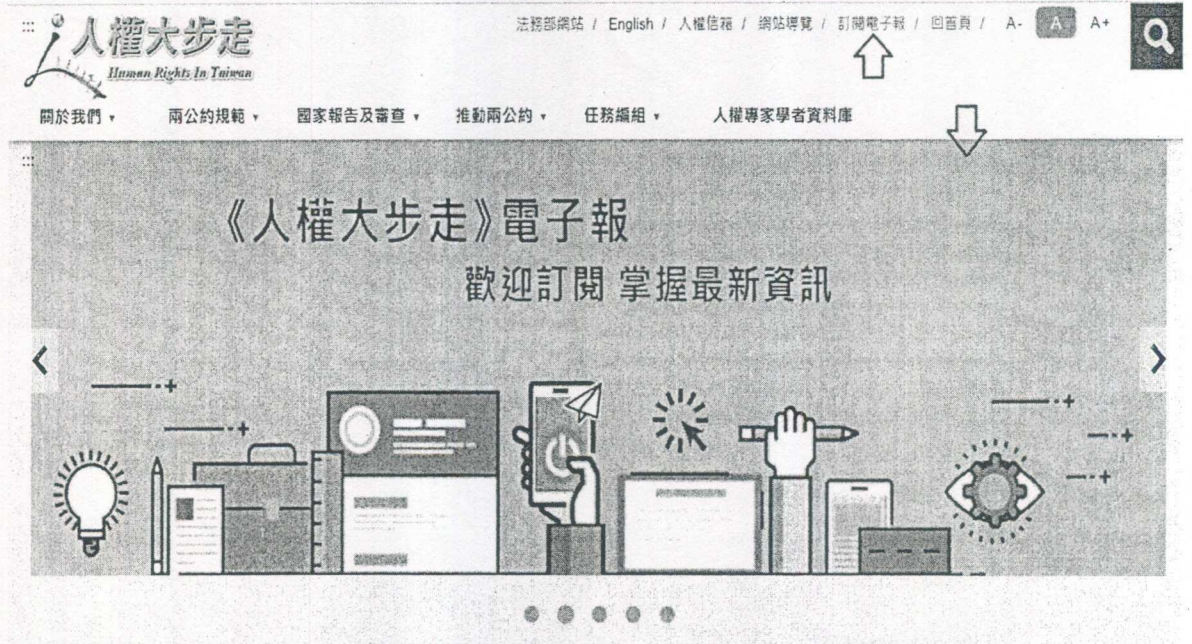 人權大步走
Human Rights In Taiwan
法務部網站 / English / 人權信箱 / 網站導覽 / 訂閱電子報 / 回首頁 / A- A A+
關於我們 兩公約規範 國家報告及審查 推動兩公約 任務編組 人權專家學者資料庫
《人權大步走》電子報
歡迎訂閱 掌握最新資訊